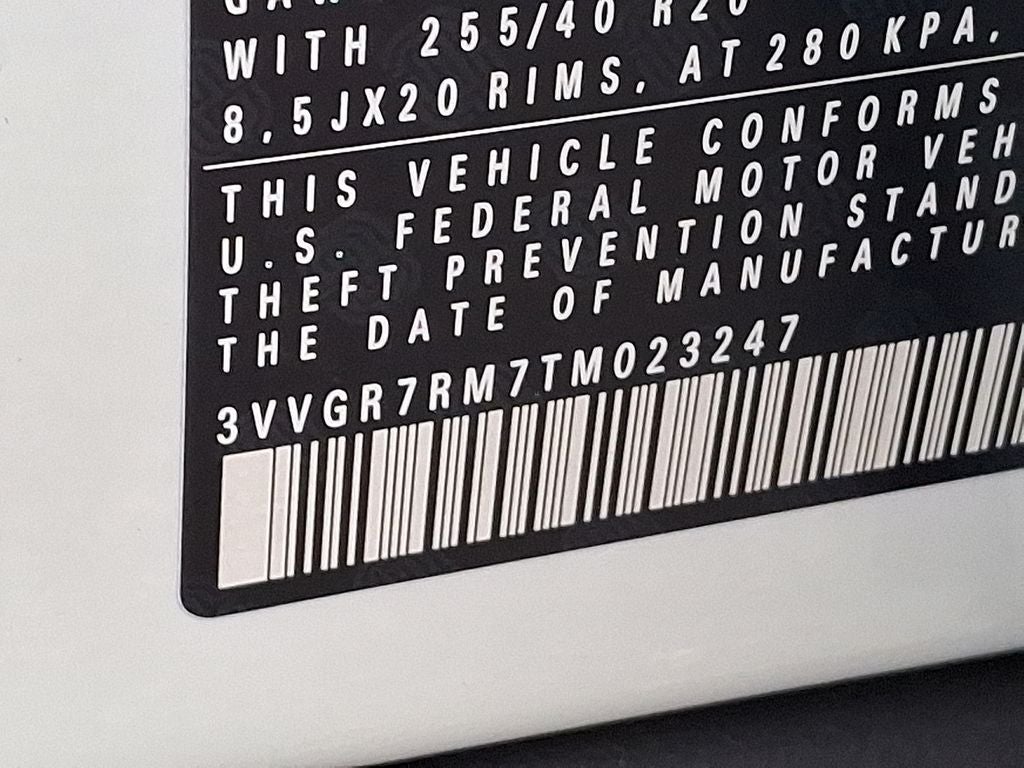 WITH 255/40 R20
8,5JX20 RIMS, AT 280 KPA,
THIS VEHICLE CONFORMS
U.S. FEDERAL MOTOR VEH
THEFT PREVENTION STAND
THE DATE OF MANUFACTUR
3VVGR7RM7TM023247